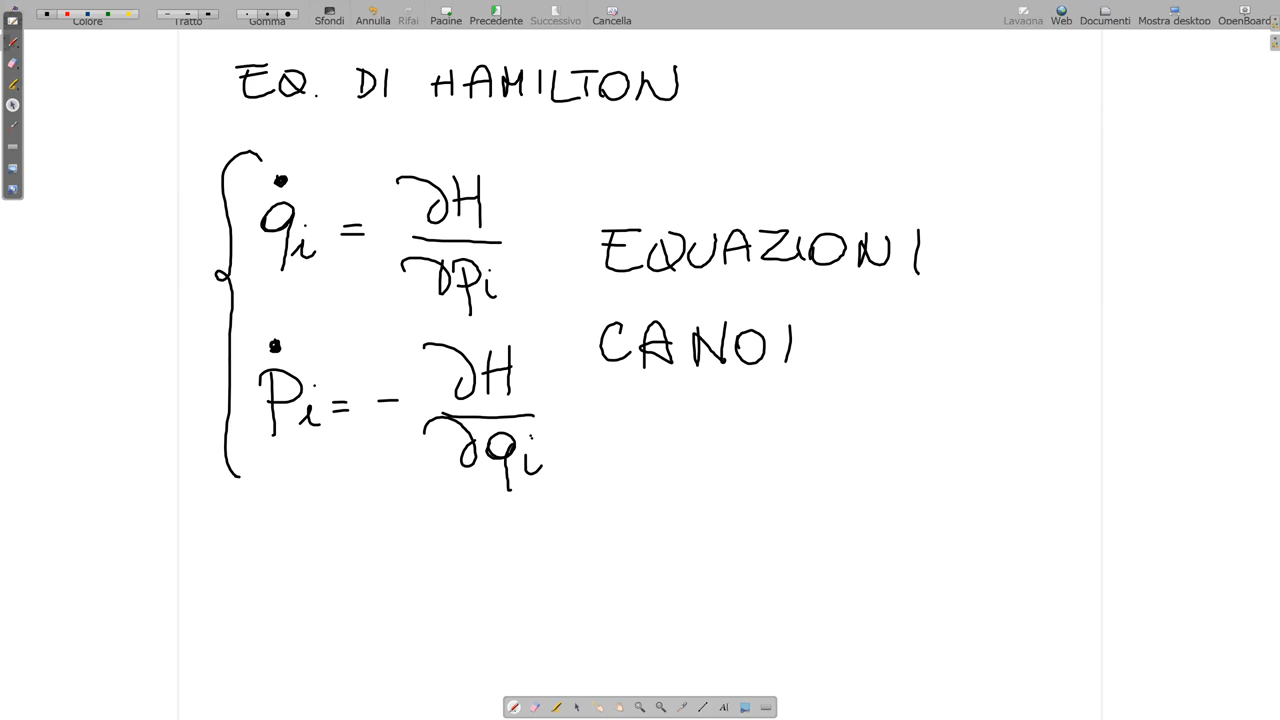 Colore Tratto Gomma Sfondi Annulla Rifai Pagine Precedente Successivo Cancella Lavagna Web Documenti Mostra desktop OpenBoard
EQ. DI HAMILTON
q̇i = ∂H/∂pi
EQUAZIONI
CANOI
ṗi = - ∂H/∂qi